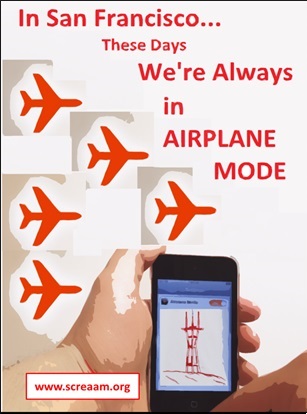 In San Francisco...
These Days
We're Always
in
AIRPLANE
MODE
Airplane Mode
www.screaam.org